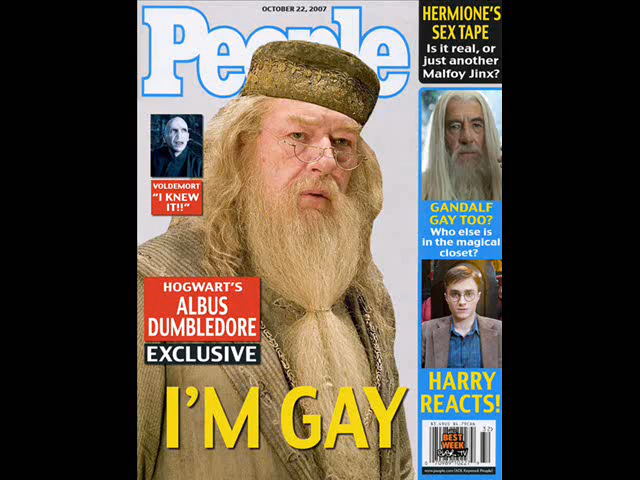 OCTOBER 22, 2007
People
VOLDEMORT
"I KNEW
IT!!"
HOGWART'S
ALBUS
DUMBLEDORE
EXCLUSIVE
I'M GAY
HERMIONE'S
SEX TAPE
Is it real, or
just another
Malfoy Jinx?
GANDALF
GAY TOO?
Who else is
in the magical
closet?
HARRY
REACTS!
BEST
WEEK